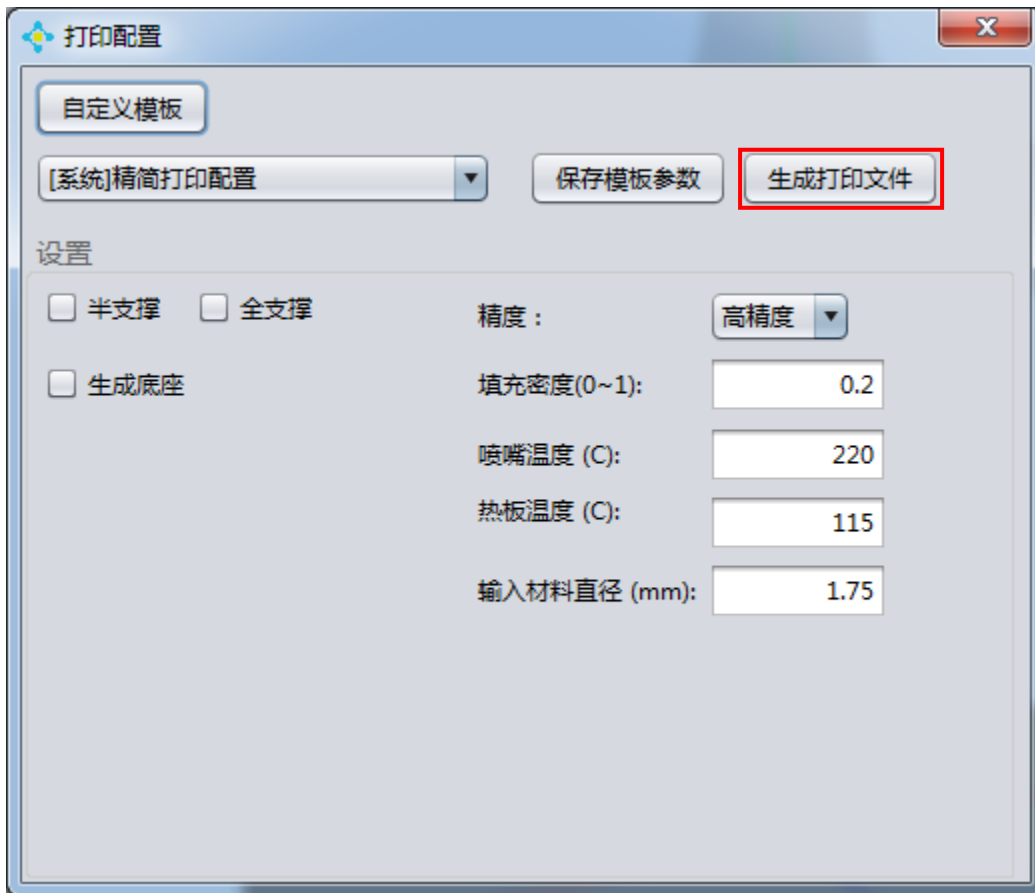 打印配置
自定义模板
[系统]精简打印配置
保存模板参数
生成打印文件
设置
半支撑
全支撑
精度：
高精度
生成底座
填充密度(0~1):
0.2
喷嘴温度 (C):
220
热板温度 (C):
115
输入材料直径 (mm):
1.75